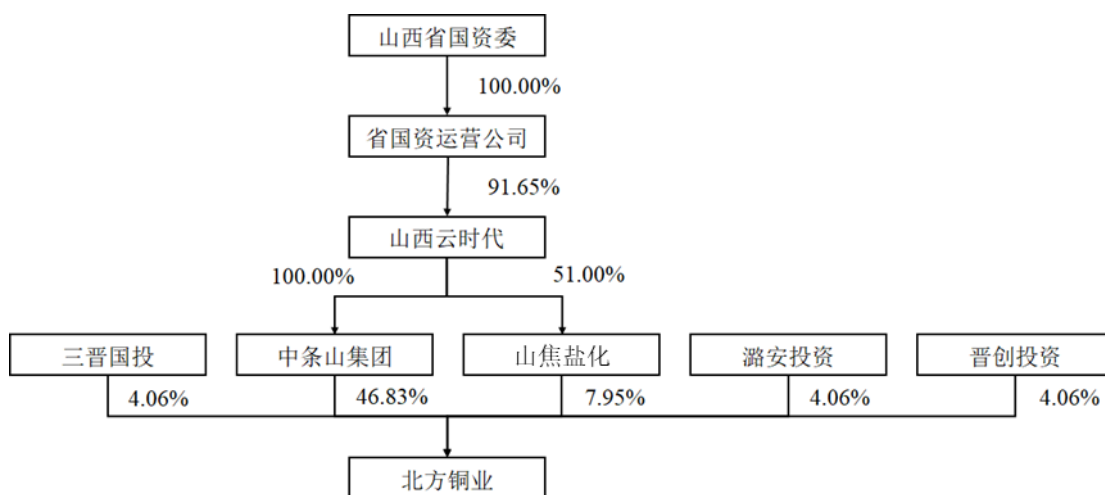 山西省国资委
100.00%
省国资运营公司
91.65%
山西云时代
100.00%
51.00%
三晋国投
中条山集团
山焦盐化
潞安投资
晋创投资
4.06%
46.83%
7.95%
4.06%
4.06%
北方铜业